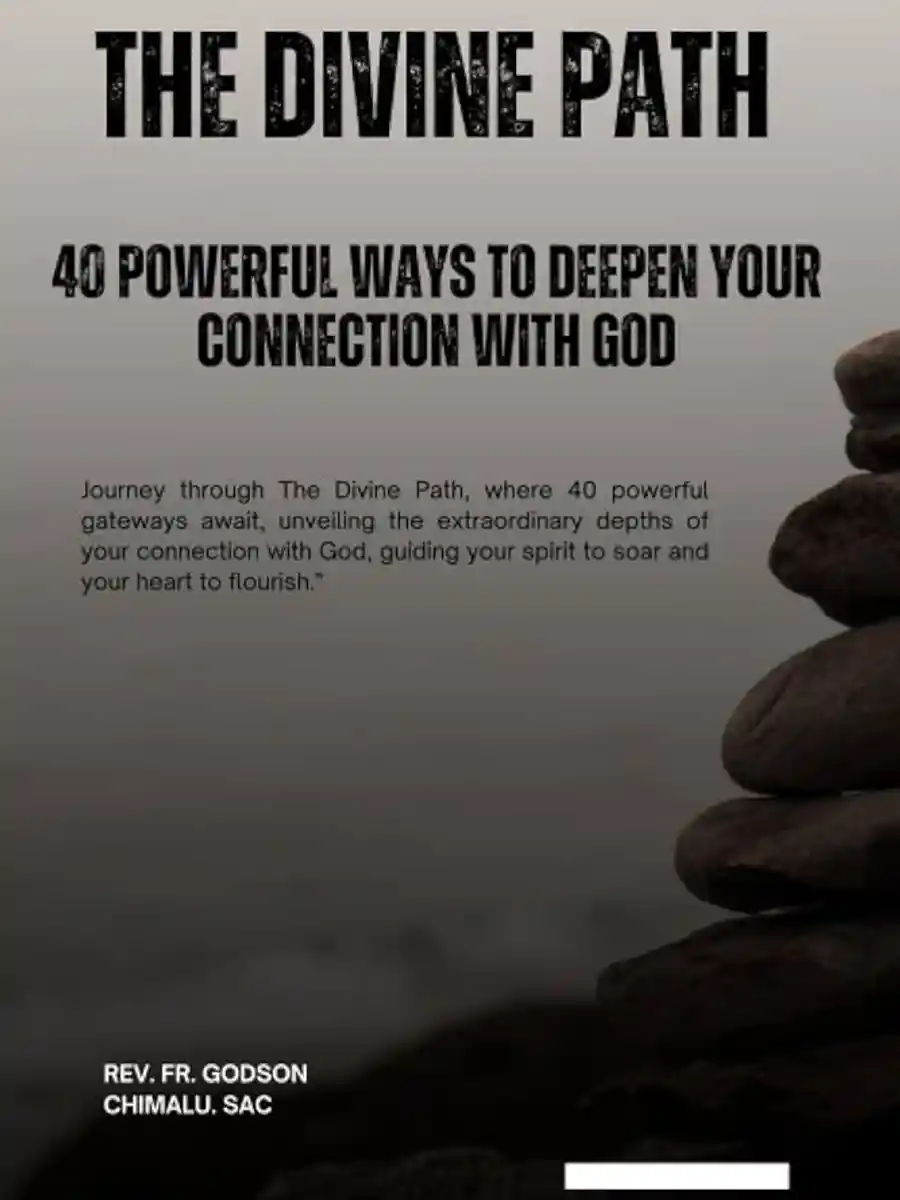 THE DIVINE PATH
40 POWERFUL WAYS TO DEEPEN YOUR
CONNECTION WITH GOD
Journey through The Divine Path, where 40 powerful
gateways await, unveiling the extraordinary depths of
your connection with God, guiding your spirit to soar and
your heart to flourish.”
REV. FR. GODSON
CHIMALU. SAC